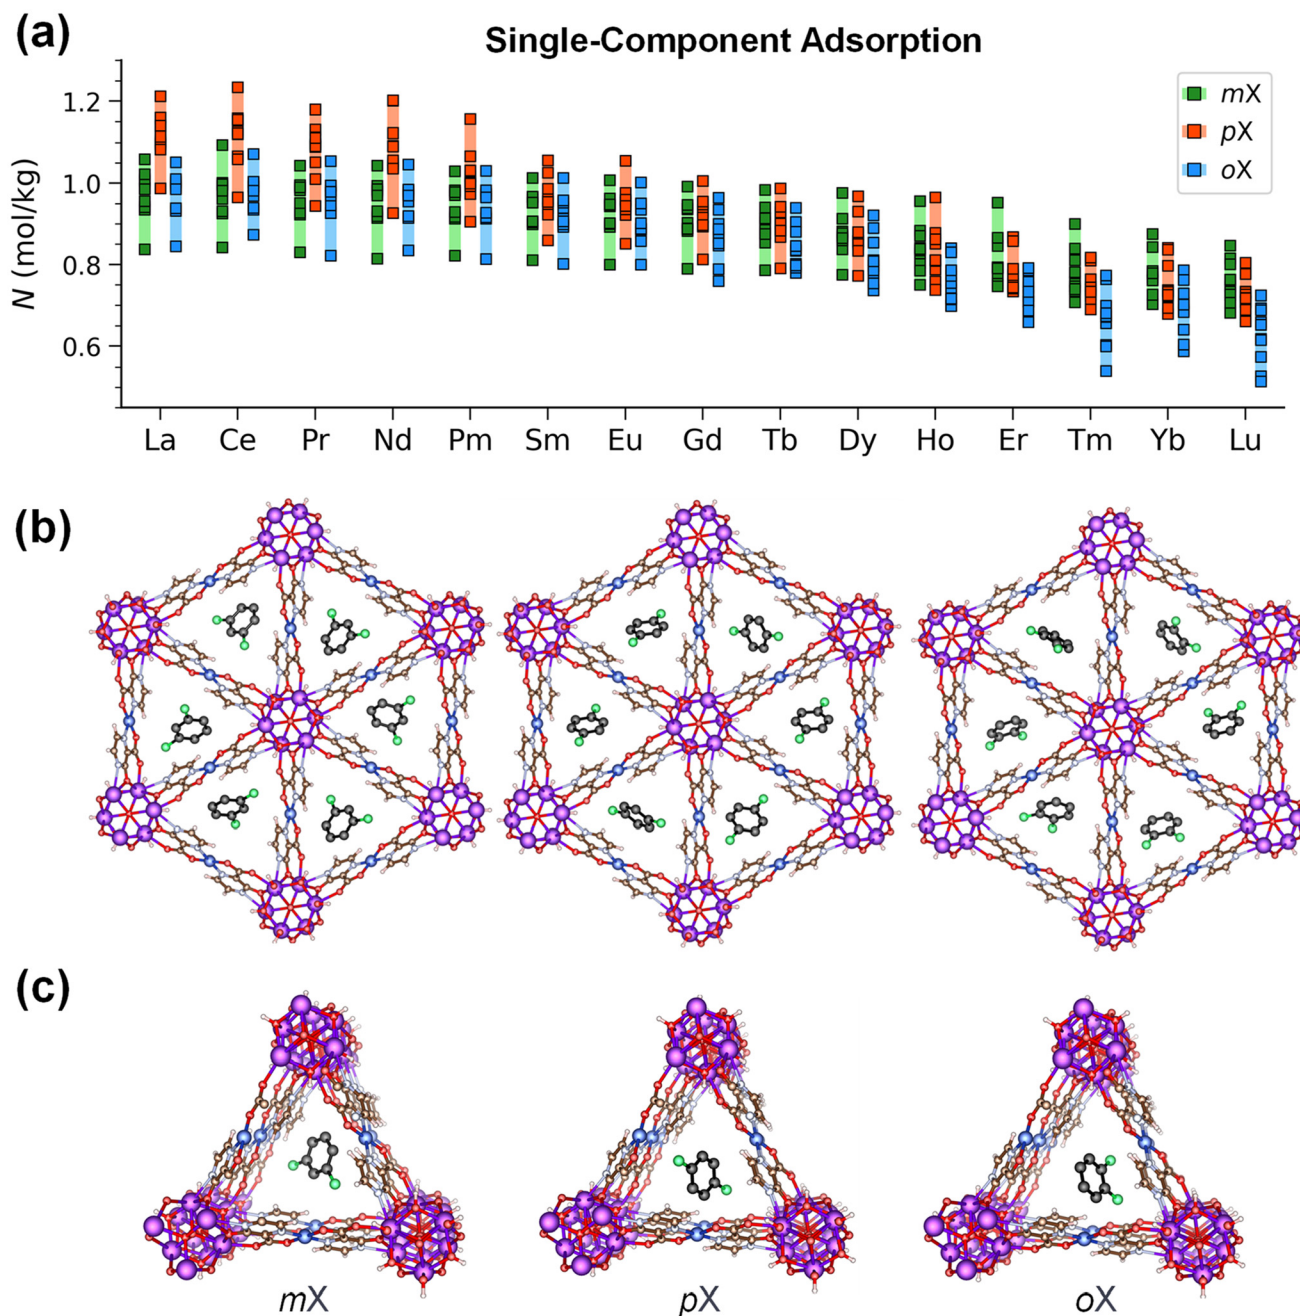 (a)
Single-Component Adsorption
N (mol/kg)
1.2
1.0
0.8
0.6
mX
pX
oX
La Ce Pr Nd Pm Sm Eu Gd Tb Dy Ho Er Tm Yb Lu
(b)
(c)
mX pX oX